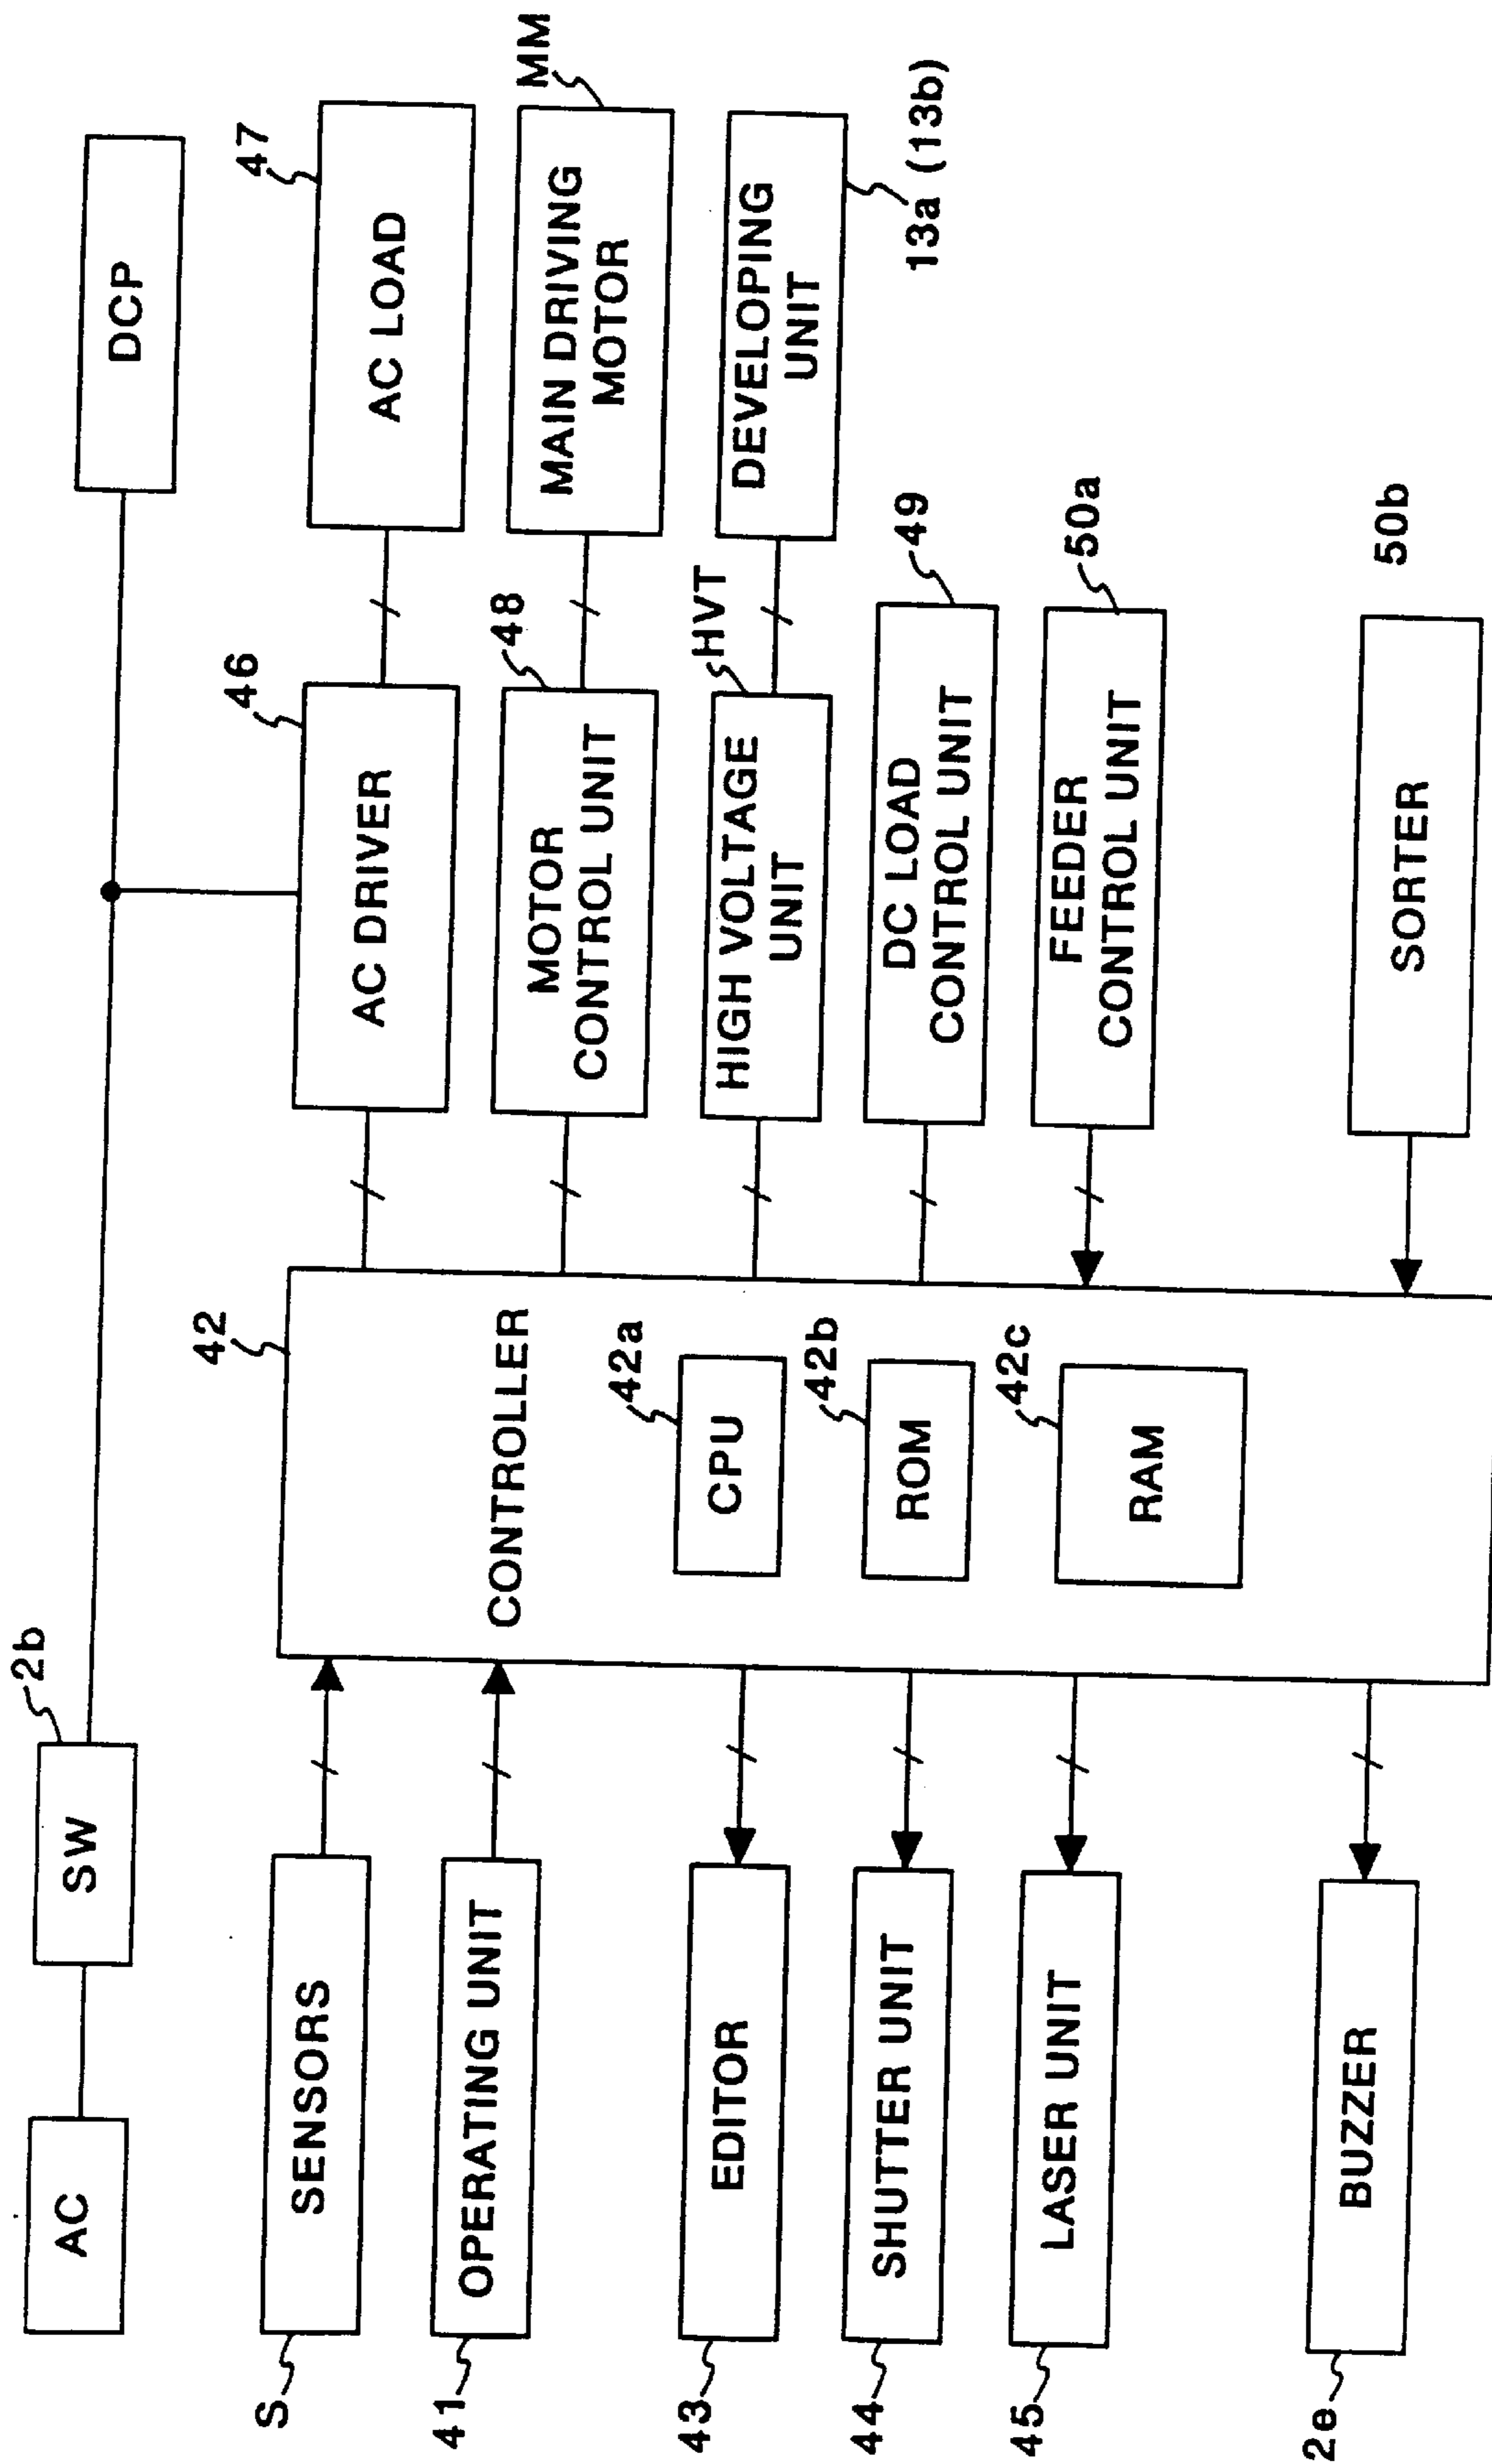 AC
SW
2b
DCP
S
SENSORS
41
OPERATING UNIT
43
EDITOR
44
SHUTTER UNIT
45
LASER UNIT
2e
BUZZER
42
CONTROLLER
42a
CPU
42b
ROM
42c
RAM
46
AC DRIVER
47
AC LOAD
48
MOTOR
CONTROL UNIT
MM
MAIN DRIVING
MOTOR
HVT
HIGH VOLTAGE
UNIT
DEVELOPING
UNIT
13a (13b)
49
DC LOAD
CONTROL UNIT
50a
FEEDER
CONTROL UNIT
50b
SORTER